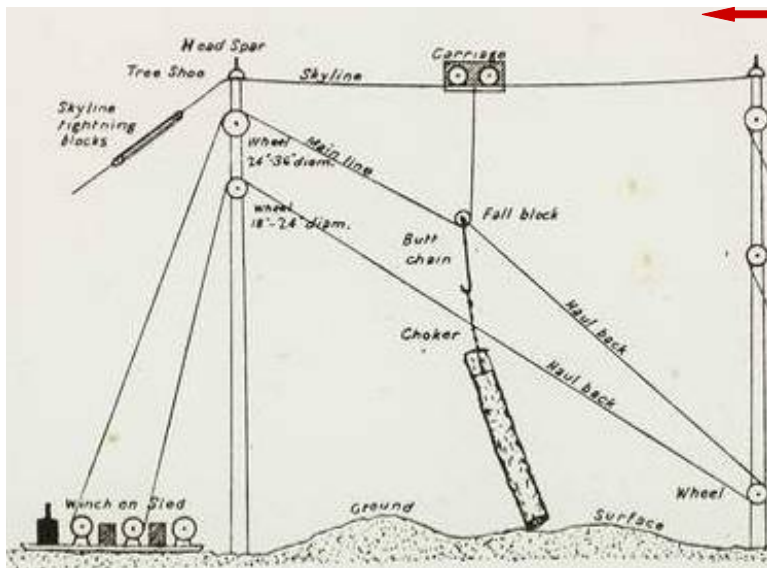 Head Spar
Carriage
Tree Shoe
Skyline
Skyline
tightning
blocks
Wheel
24"-36" diam.
Main line
Wheel
18"-24" diam.
Fall block
Butt
chain
Haul back
Choker
Haul back
Wheel
Winch on Sled
Ground
Surface